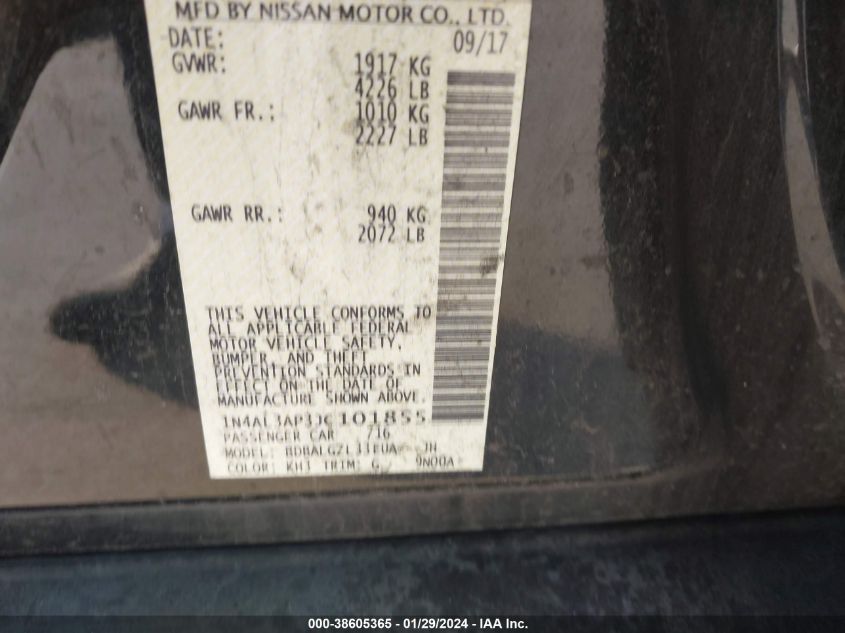 MFD BY NISSAN MOTOR CO., LTD.
DATE: 09/17
GVWR: 1917 KG
4226 LB
GAWR FR.: 1010 KG
2227 LB
GAWR RR.: 940 KG
2072 LB
THIS VEHICLE CONFORMS TO
ALL APPLICABLE FEDERAL
MOTOR VEHICLE SAFETY,
BUMPER, AND THEFT
PREVENTION STANDARDS IN
EFFECT ON THE DATE OF
MANUFACTURE SHOWN ABOVE.
1N4AL3AP3JC101855
PASSENGER CAR /16
MODEL: JH
COLOR: KH1 TRIM: G 9N00A
000-38605365 - 01/29/2024 - IAA Inc.